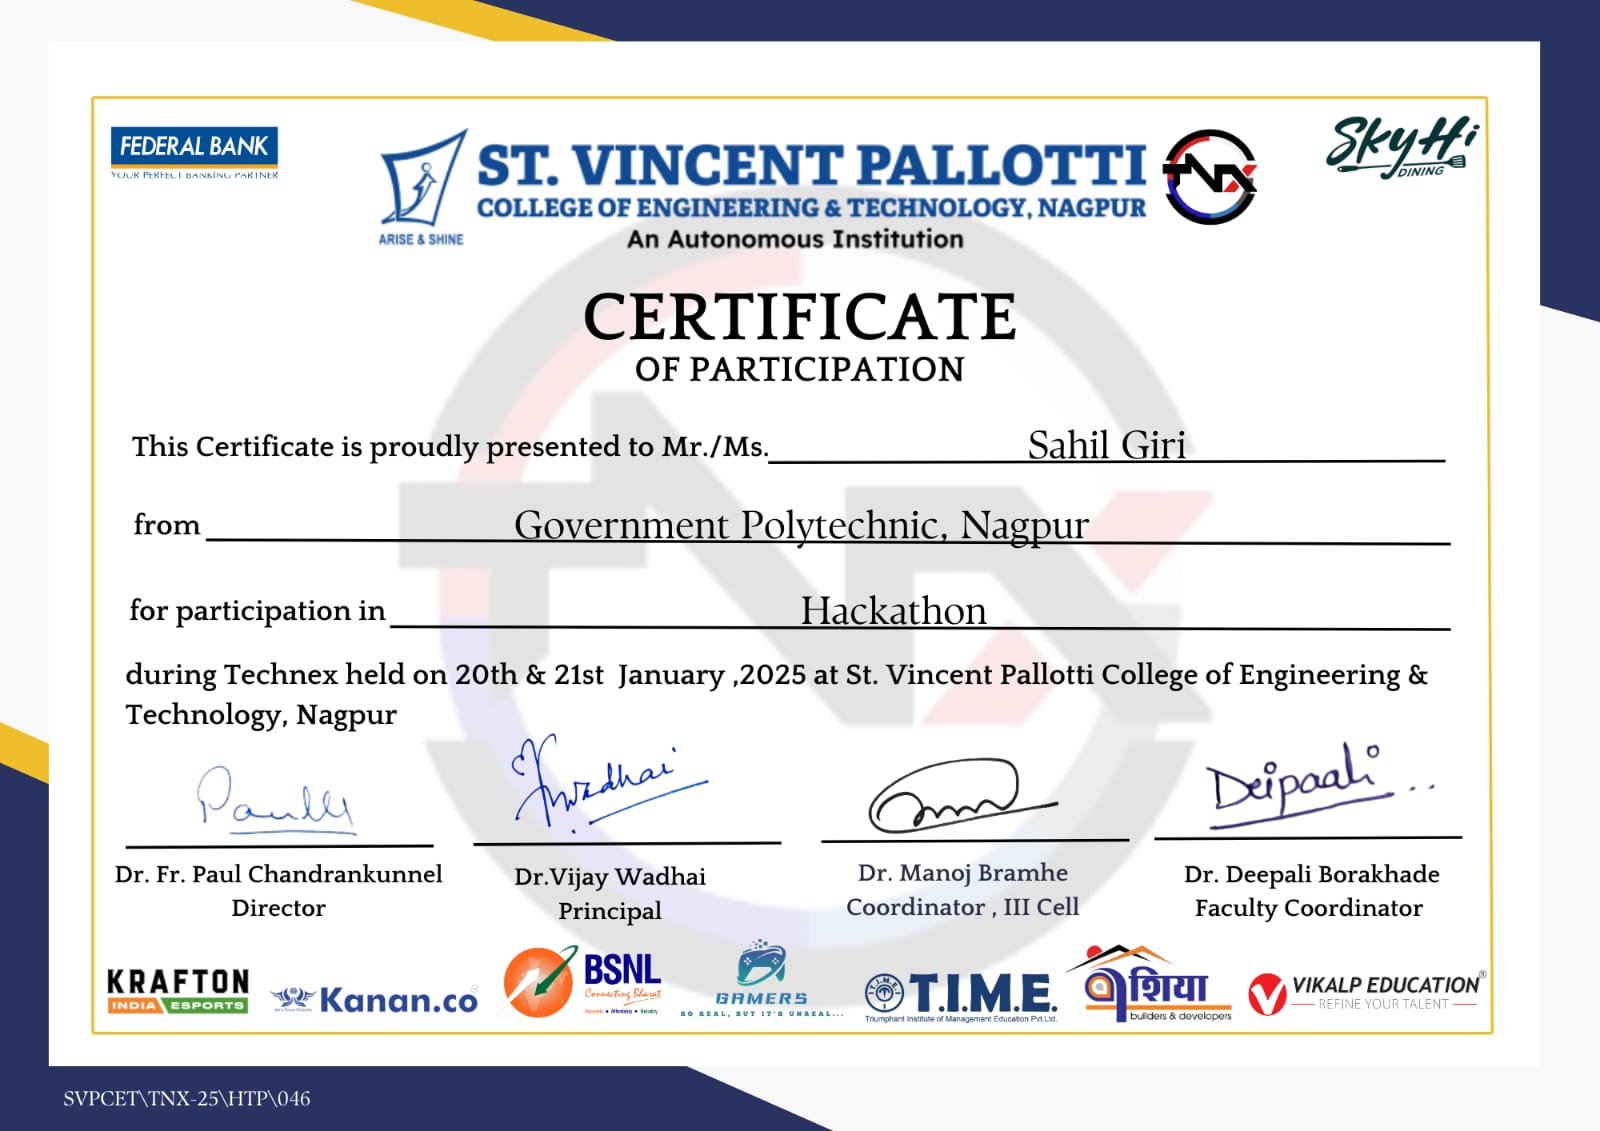 FEDERAL BANK
YOUR PERFECT BANKING PARTNER
ARISE & SHINE
ST. VINCENT PALLOTTI
COLLEGE OF ENGINEERING & TECHNOLOGY, NAGPUR
An Autonomous Institution
TNX
SkyHi
DINING
CERTIFICATE
OF PARTICIPATION
This Certificate is proudly presented to Mr./Ms. Sahil Giri
from Government Polytechnic, Nagpur
for participation in Hackathon
during Technex held on 20th & 21st January ,2025 at St. Vincent Pallotti College of Engineering &
Technology, Nagpur
Wadhai
Deipaali
Dr. Fr. Paul Chandrankunnel
Director
Dr.Vijay Wadhai
Principal
Dr. Manoj Bramhe
Coordinator , III Cell
Dr. Deepali Borakhade
Faculty Coordinator
KRAFTON
INDIA ESPORTS
Kanan.co
BSNL
Connecting Bharat
Securely Affordably Reliably
GAMERS
SO REAL, BUT IT'S UNREAL...
T.I.M.E.
Triumphant Institute of Management Education Pvt.Ltd.
आशिया
builders & developers
VIKALP EDUCATION®
REFINE YOUR TALENT
SVPCET\TNX-25\HTP\046